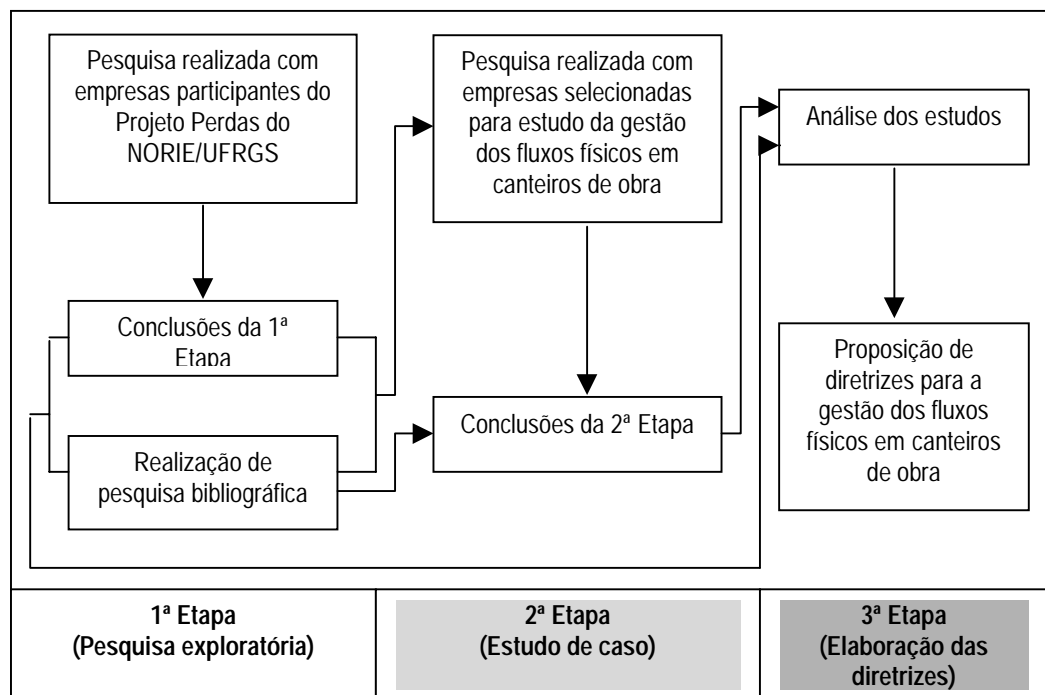 Pesquisa realizada com
empresas participantes do
Projeto Perdas do
NORIE/UFRGS
Conclusões da 1ª
Etapa
Realização de
pesquisa bibliográfica
Pesquisa realizada com
empresas selecionadas
para estudo da gestão
dos fluxos físicos em
canteiros de obra
Conclusões da 2ª Etapa
Análise dos estudos
Proposição de
diretrizes para a
gestão dos fluxos
físicos em canteiros
de obra
1ª Etapa
(Pesquisa exploratória)
2ª Etapa
(Estudo de caso)
3ª Etapa
(Elaboração das
diretrizes)